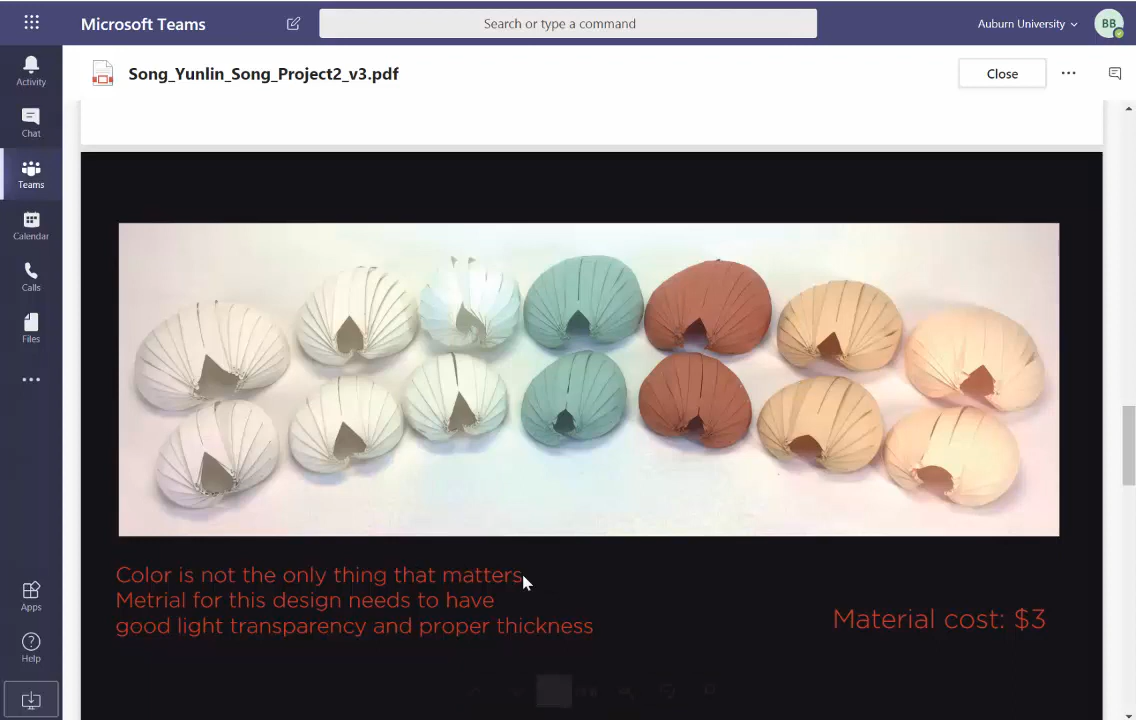 Microsoft Teams
Search or type a command
Auburn University
BB
Activity
Chat
Teams
Calendar
Calls
Files
Apps
Help
Song_Yunlin_Song_Project2_v3.pdf
Close
Color is not the only thing that matters
Metrial for this design needs to have
good light transparency and proper thickness
Material cost: $3